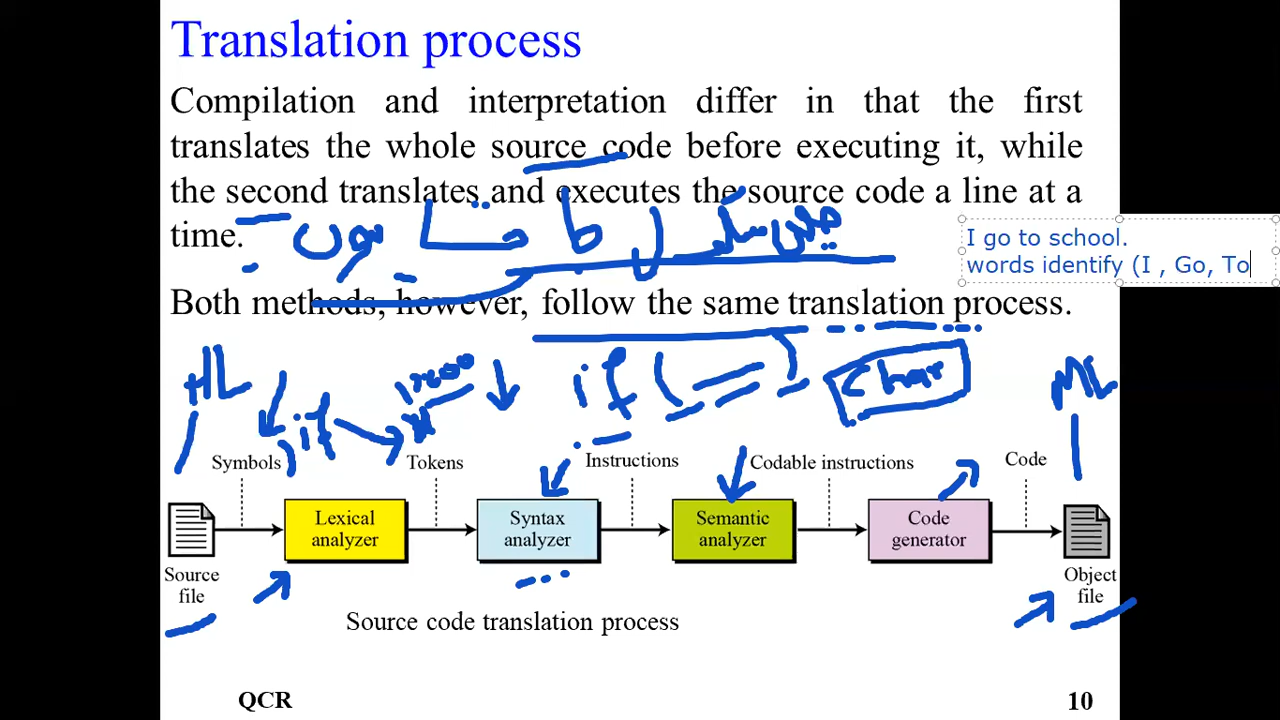 Translation process
Compilation and interpretation differ in that the first
translates the whole source code before executing it, while
the second translates and executes the source code a line at a
time.
I go to school.
words identify (I , Go, To
Both methods, however, follow the same translation process.
HL
if
if (
Char
ML
Symbols
Tokens
Instructions
Codable instructions
Code
Lexical
analyzer
Syntax
analyzer
Semantic
analyzer
Code
generator
Source
file
Object
file
Source code translation process
QCR
10